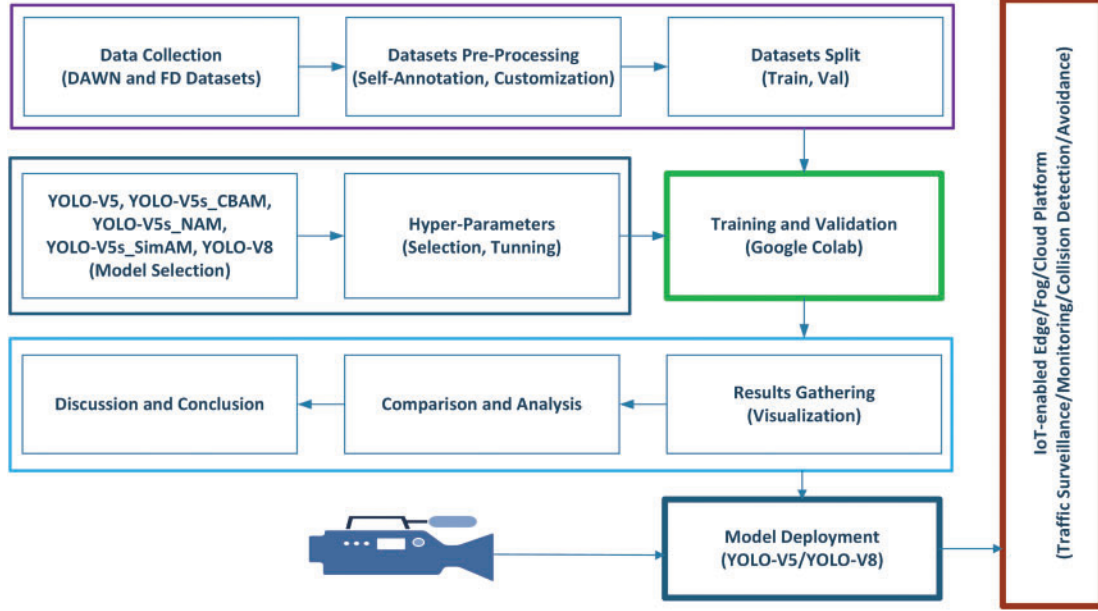 Data Collection
(DAWN and FD Datasets)
Datasets Pre-Processing
(Self-Annotation, Customization)
Datasets Split
(Train, Val)
YOLO-V5, YOLO-V5s_CBAM,
YOLO-V5s_NAM,
YOLO-V5s_SimAM, YOLO-V8
(Model Selection)
Hyper-Parameters
(Selection, Tunning)
Training and Validation
(Google Colab)
Discussion and Conclusion
Comparison and Analysis
Results Gathering
(Visualization)
Model Deployment
(YOLO-V5/YOLO-V8)
IoT-enabled Edge/Fog/Cloud Platform
(Traffic Surveillance/Monitoring/Collision Detection/Avoidance)